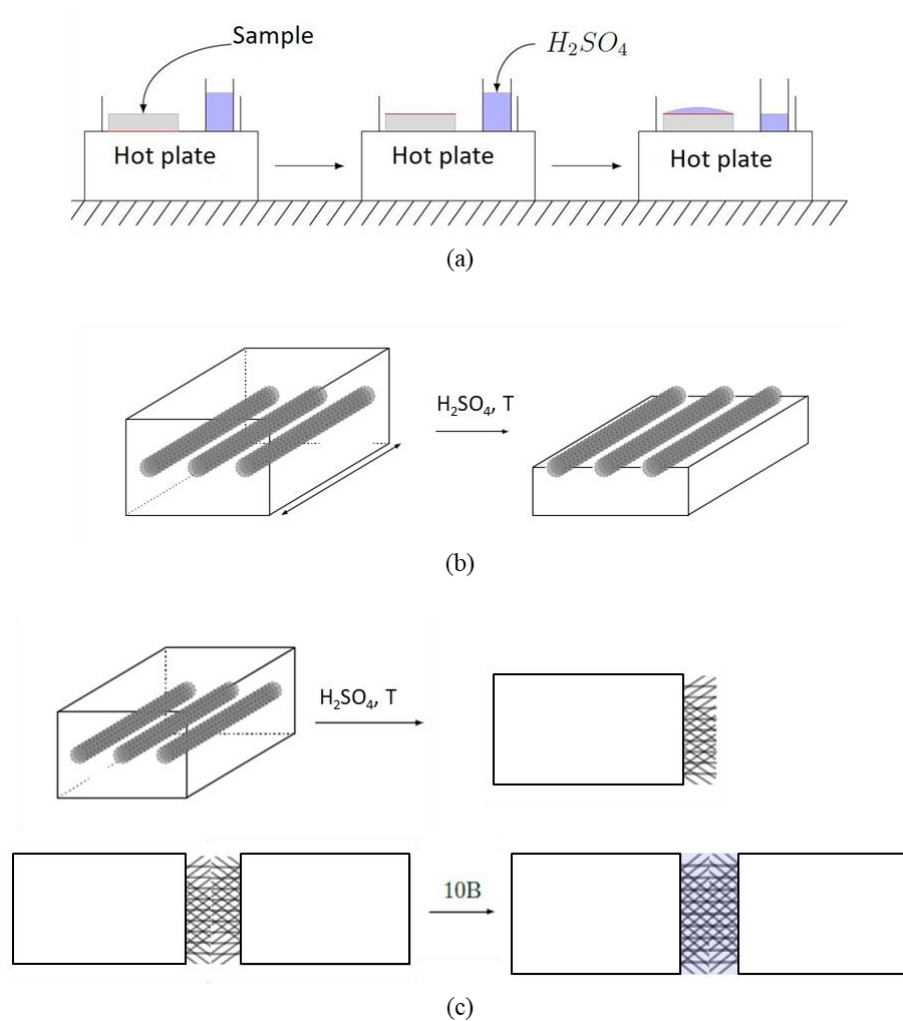 Sample
H₂SO₄
Hot plate
Hot plate
Hot plate
(a)
H₂SO₄, T
(b)
H₂SO₄, T
10B
(c)